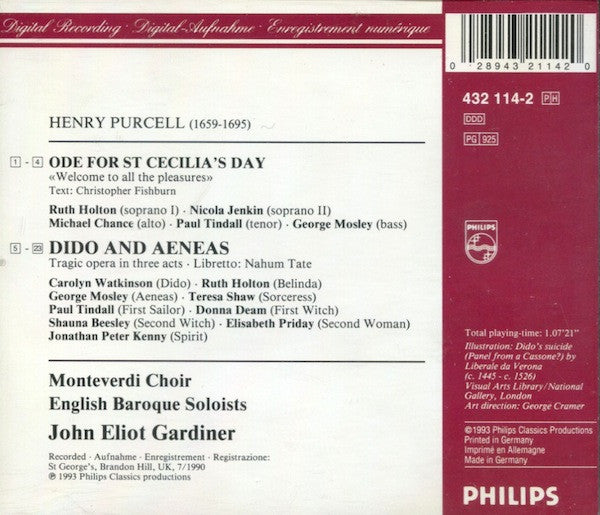 Digital Recording · Digital-Aufnahme · Enregistrement numérique
HENRY PURCELL (1659-1695)
1 - 4 ODE FOR ST CECILIA'S DAY
«Welcome to all the pleasures»
Text: Christopher Fishburn
Ruth Holton (soprano I) · Nicola Jenkin (soprano II)
Michael Chance (alto) · Paul Tindall (tenor) · George Mosley (bass)
5 - 23 DIDO AND AENEAS
Tragic opera in three acts · Libretto: Nahum Tate
Carolyn Watkinson (Dido) · Ruth Holton (Belinda)
George Mosley (Aeneas) · Teresa Shaw (Sorceress)
Paul Tindall (First Sailor) · Donna Deam (First Witch)
Shauna Beesley (Second Witch) · Elisabeth Priday (Second Woman)
Jonathan Peter Kenny (Spirit)
Monteverdi Choir
English Baroque Soloists
John Eliot Gardiner
Recorded · Aufnahme · Enregistrement · Registrazione:
St George's, Brandon Hill, UK, 7/1990
℗ 1993 Philips Classics productions
0 28943 21142 0
432 114-2 PH
DDD
PG 925
PHILIPS
Total playing-time: 1.07'21"
Illustration: Dido's suicide
(Panel from a Cassone?) by
Liberale da Verona
(c. 1445 - c. 1526)
Visual Arts Library/National
Gallery, London
Art direction: George Cramer
©1993 Philips Classics Productions
Printed in Germany
Imprimé en Allemagne
Made in Germany
PHILIPS